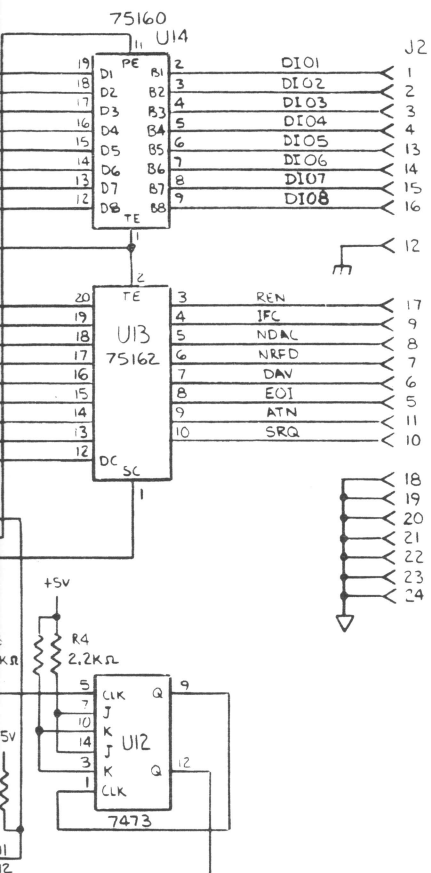 75160
U14
11
J2
PE
19 D1 B1 2 DIO1 1
18 D2 B2 3 DIO2 2
17 D3 B3 4 DIO3 3
16 D4 B4 5 DIO4 4
15 D5 B5 6 DIO5 13
14 D6 B6 7 DIO6 14
13 D7 B7 8 DIO7 15
12 D8 B8 9 DIO8 16
TE
1
12
2
TE
20 3 REN 17
19 4 IFC 9
18 U13 5 NDAC 8
17 75162 6 NRFD 7
16 7 DAV 6
15 8 EOI 5
14 9 ATN 11
13 10 SRQ 10
12 DC
SC
1
18
19
20
21
22
23
24
+5V
R4
KΩ 2.2KΩ
5 CLK Q 9
7 J
10 K
5V
14 J U12
3 K Q 12
1 CLK
7473